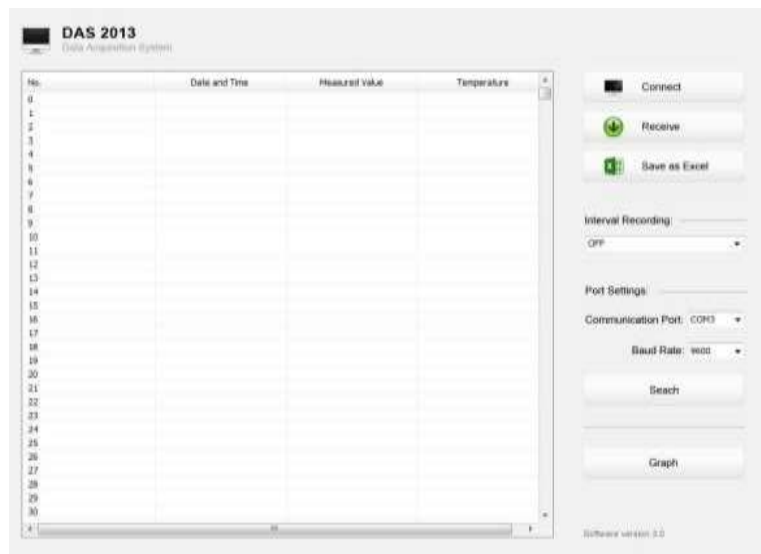 DAS 2013
Data Acquisition System
No. Date and Time Measured Value Temperature
0
1
2
3
4
5
6
7
8
9
10
11
12
13
14
15
16
17
18
19
20
21
22
23
24
25
26
27
28
29
30
Connect
Receive
Save as Excel
Interval Recording:
OFF
Port Settings:
Communication Port: COM3
Baud Rate: 9600
Seach
Graph
Software version 3.0